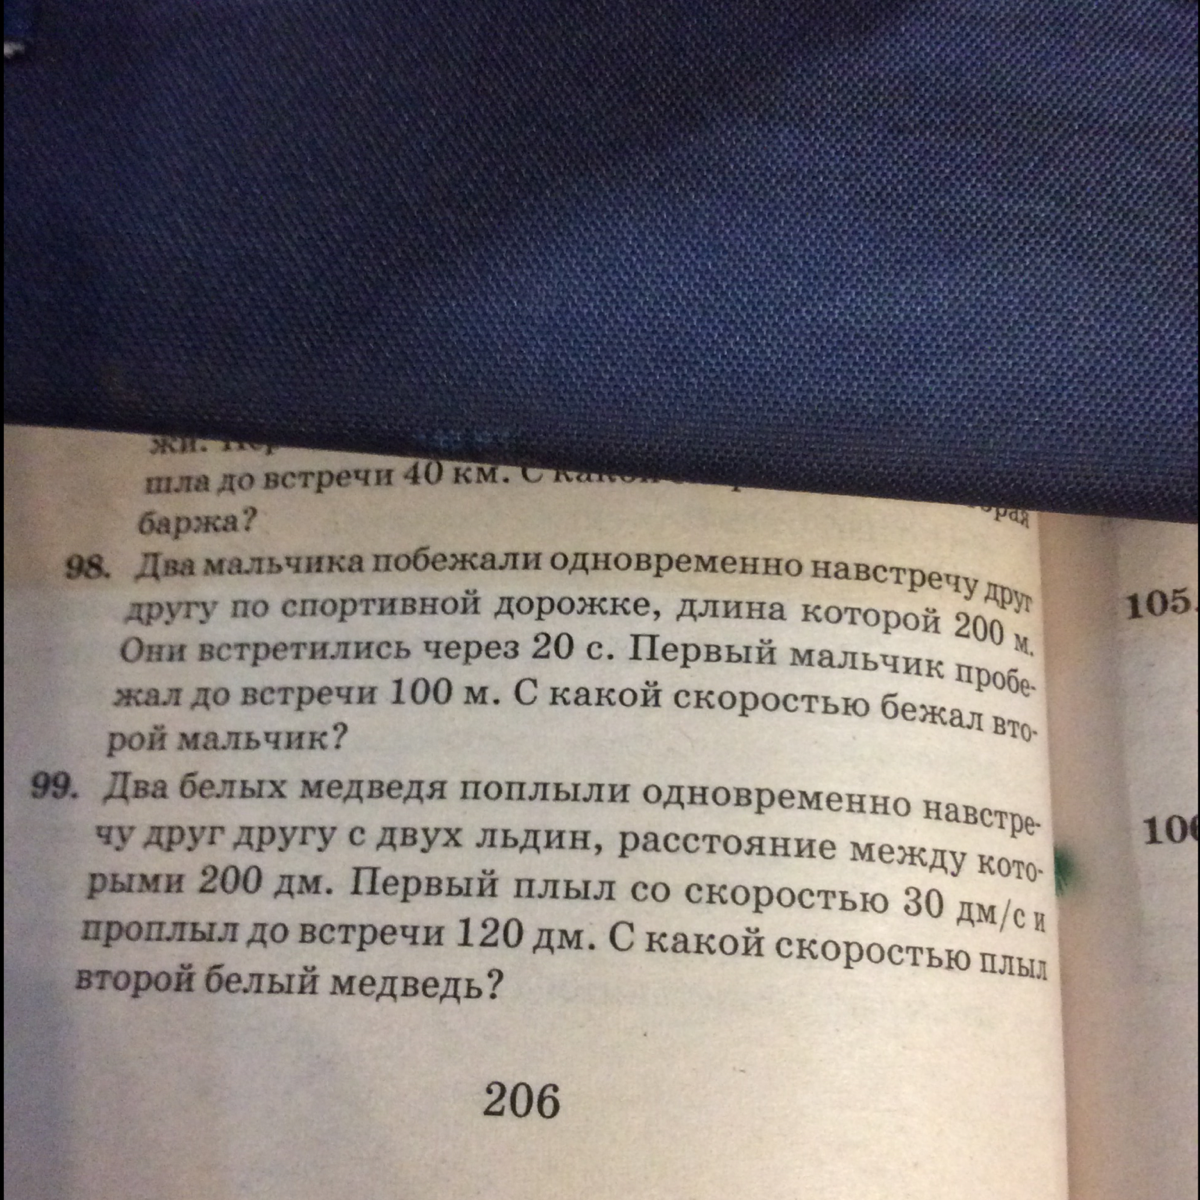 жи.
шла до встречи 40 км. С
баржа?
98. Два мальчика побежали одновременно навстречу друг
другу по спортивной дорожке, длина которой 200 м.
Они встретились через 20 с. Первый мальчик пробе-
жал до встречи 100 м. С какой скоростью бежал вто-
рой мальчик?
99. Два белых медведя поплыли одновременно навстре-
чу друг другу с двух льдин, расстояние между кото-
рыми 200 дм. Первый плыл со скоростью 30 дм/с и
проплыл до встречи 120 дм. С какой скоростью плыл
второй белый медведь?
206
105.